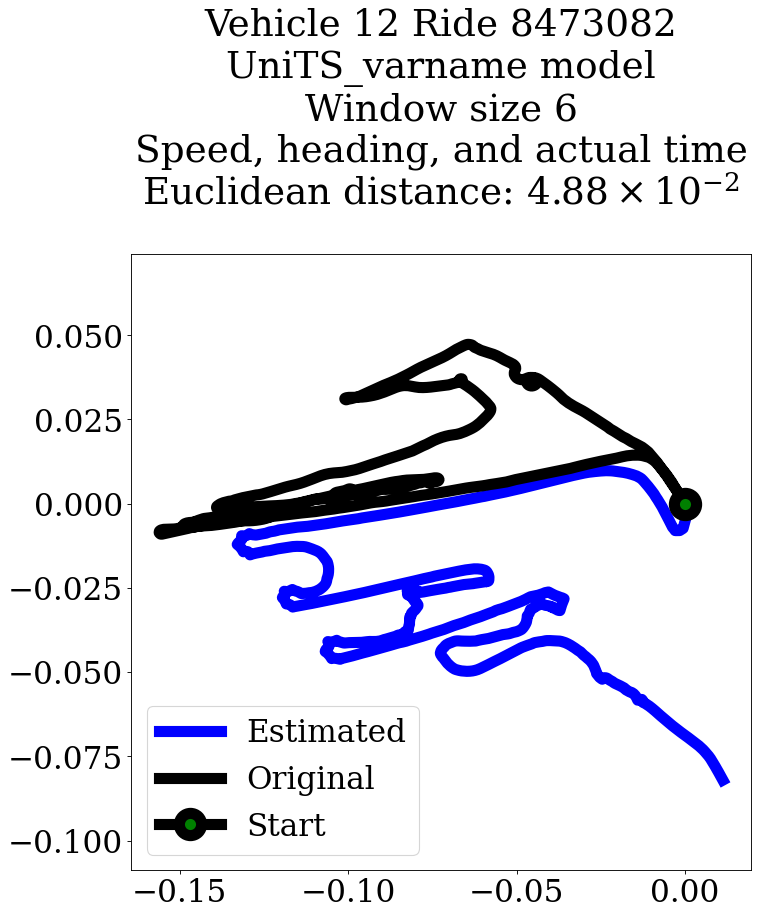 Vehicle 12 Ride 8473082
UniTS_varname model
Window size 6
Speed, heading, and actual time
Euclidean distance: 4.88 × 10⁻²
0.050
0.025
0.000
−0.025
−0.050
−0.075
−0.100
Estimated
Original
Start
−0.15 −0.10 −0.05 0.00